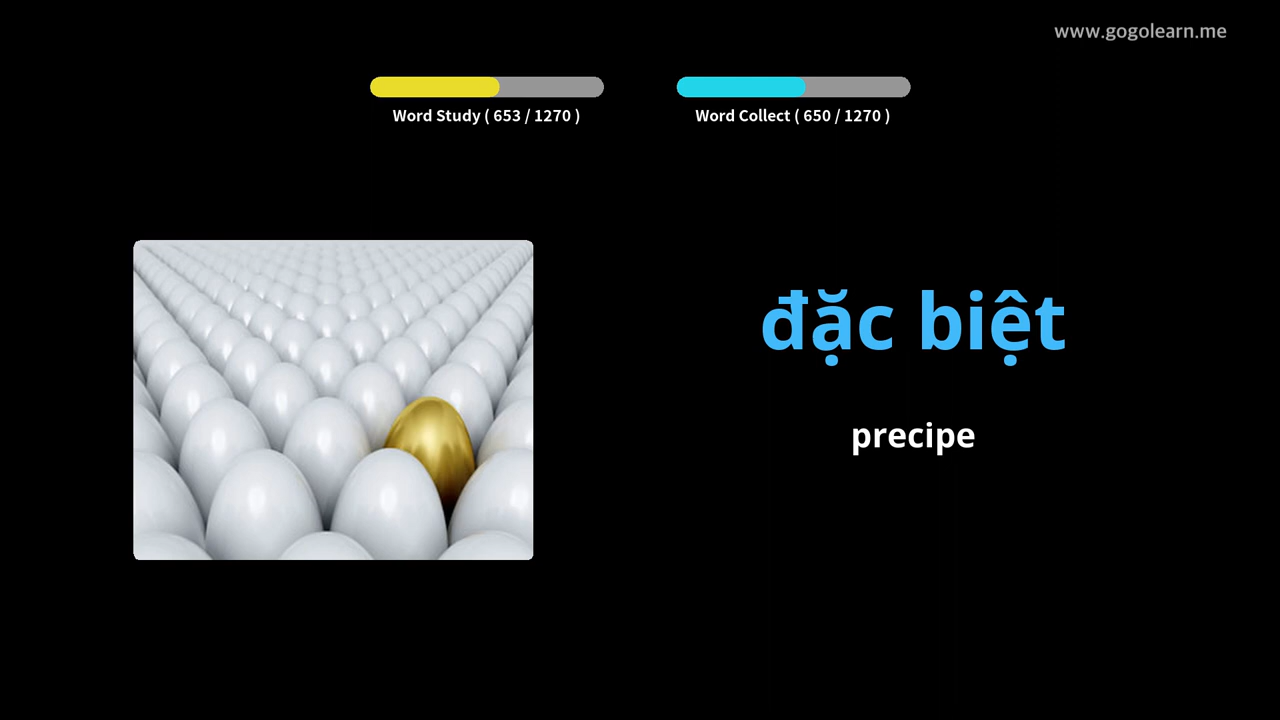 www.gogolearn.me
Word Study ( 653 / 1270 )
Word Collect ( 650 / 1270 )
đặc biệt
precipe